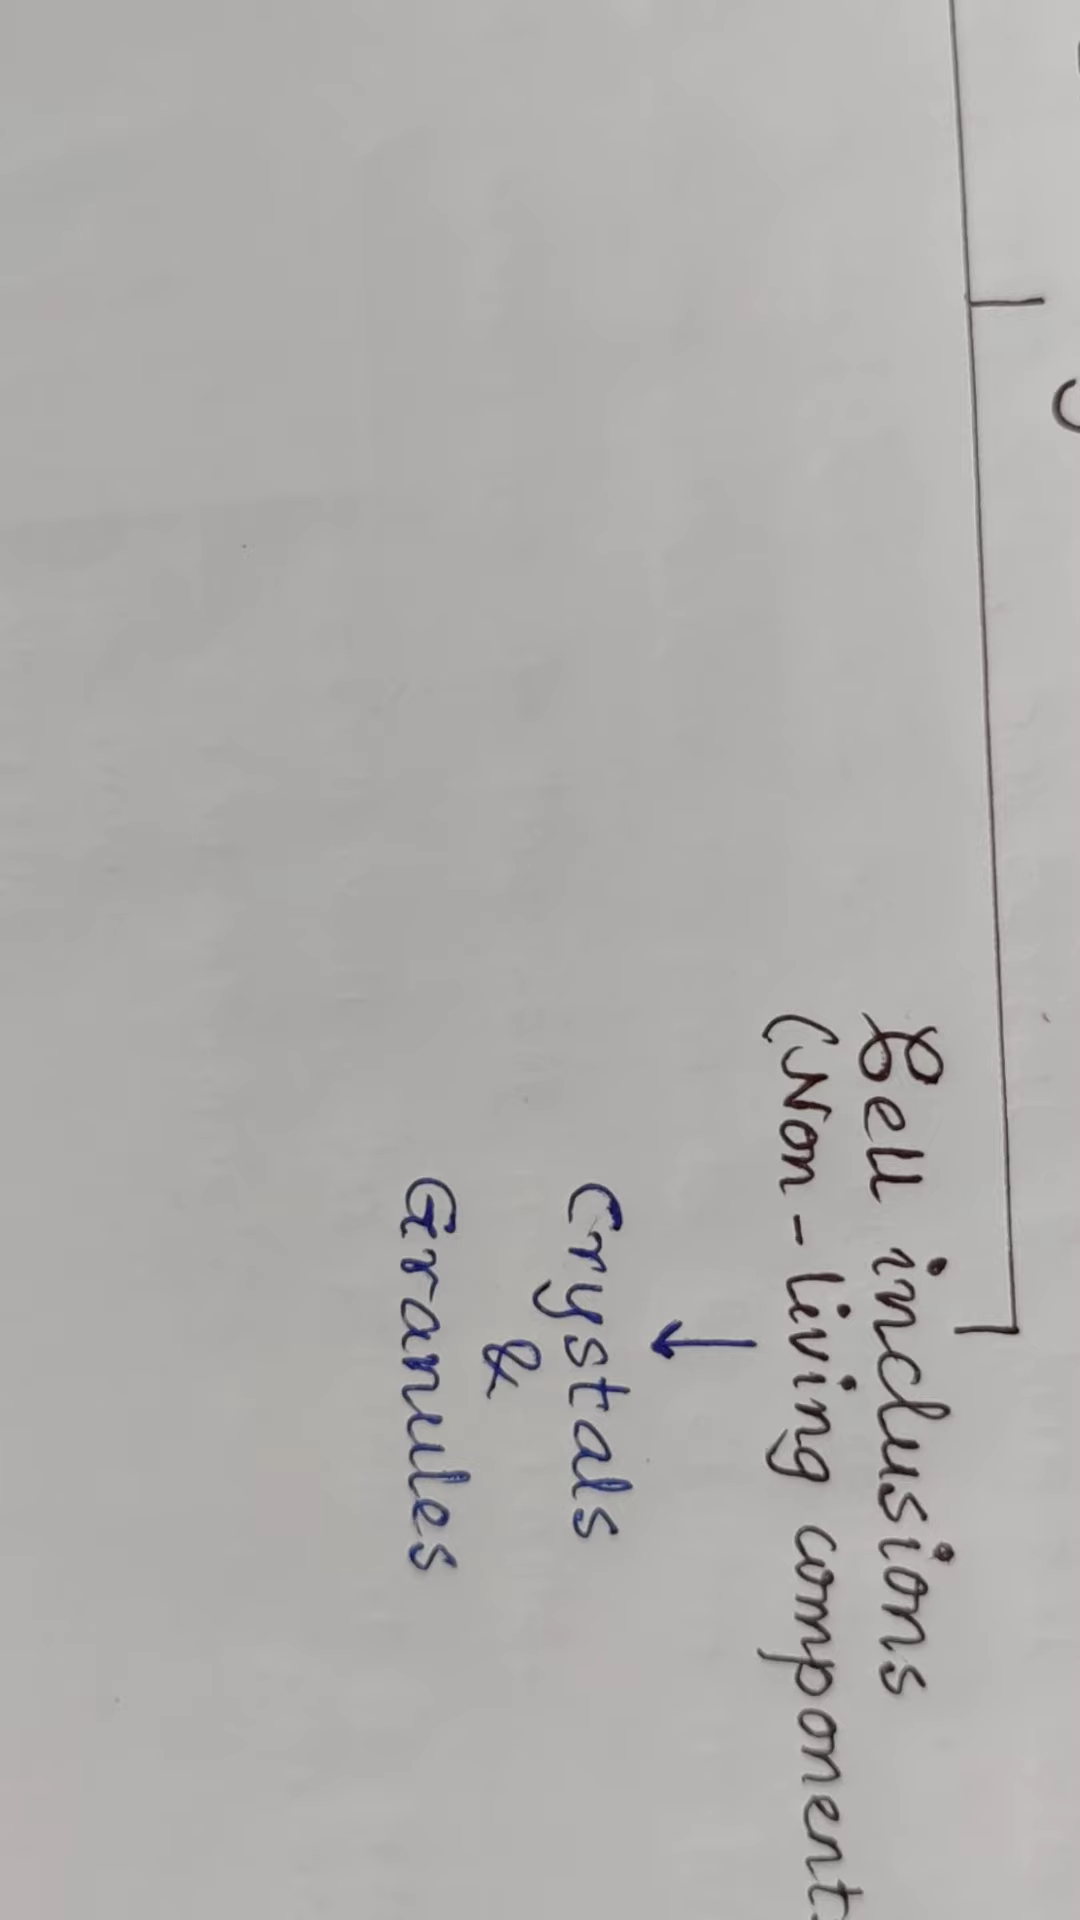 Cell inclusions
(Non-living component
↓
Crystals
&
Granules